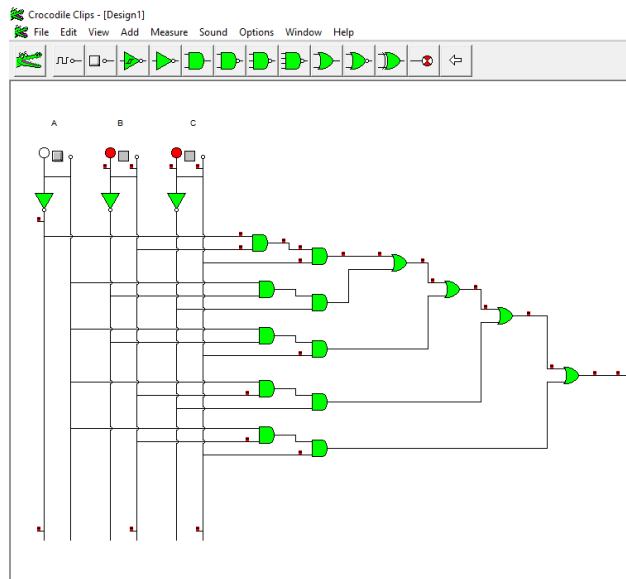 Crocodile Clips - [Design1]
File Edit View Add Measure Sound Options Window Help
A B C